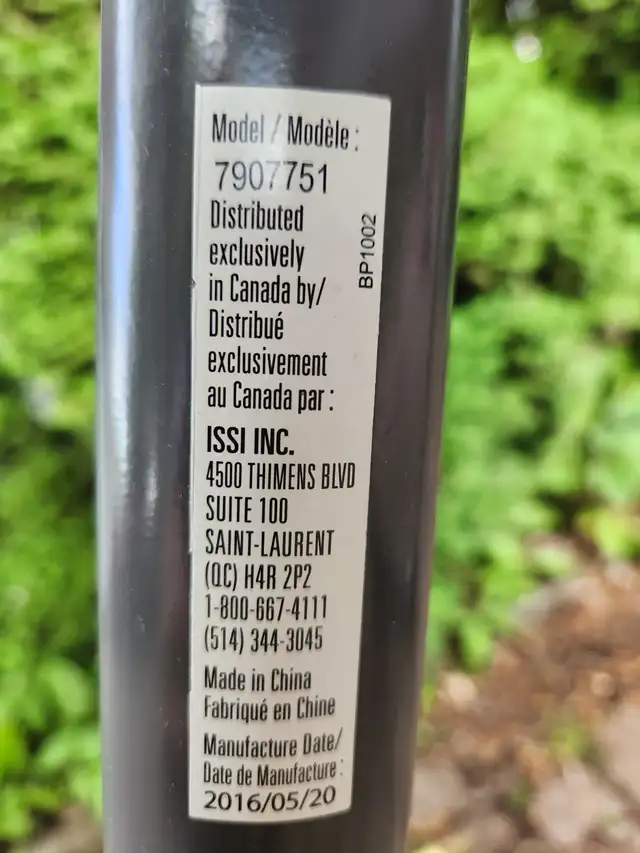 Model / Modèle :
7907751
Distributed
exclusively
in Canada by/
Distribué
exclusivement
au Canada par :
BP1002
ISSI INC.
4500 THIMENS BLVD
SUITE 100
SAINT-LAURENT
(QC) H4R 2P2
1-800-667-4111
(514) 344-3045
Made in China
Fabriqué en Chine
Manufacture Date/
Date de Manufacture :
2016/05/20